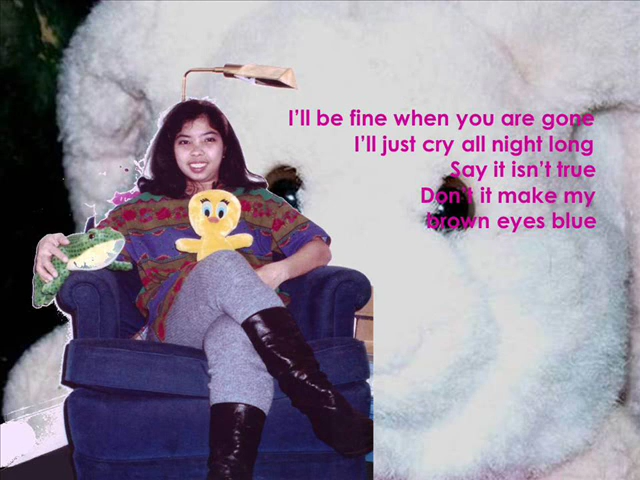 I'll be fine when you are gone
I'll just cry all night long
Say it isn't true
Don't it make my
brown eyes blue